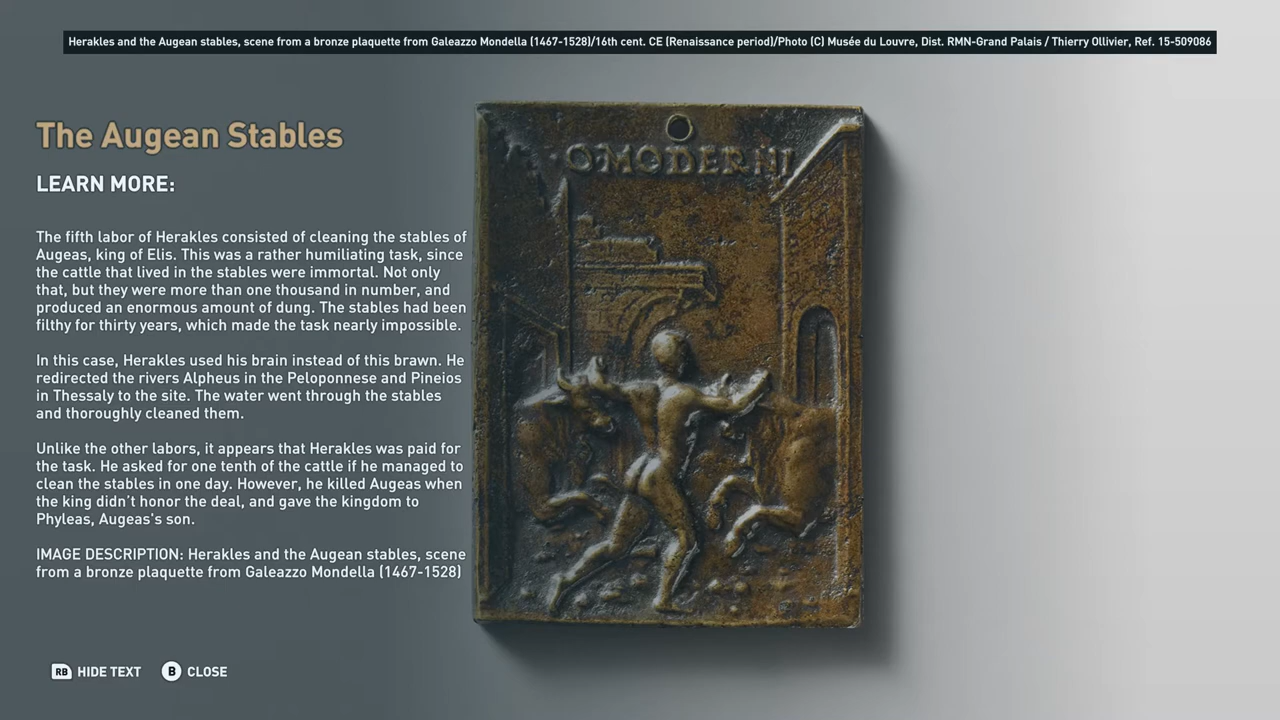 Herakles and the Augean stables, scene from a bronze plaquette from Galeazzo Mondella (1467-1528)/16th cent. CE (Renaissance period)/Photo (C) Musée du Louvre, Dist. RMN-Grand Palais / Thierry Ollivier, Ref. 15-509086
The Augean Stables
LEARN MORE:
The fifth labor of Herakles consisted of cleaning the stables of
Augeas, king of Elis. This was a rather humiliating task, since
the cattle that lived in the stables were immortal. Not only
that, but they were more than one thousand in number, and
produced an enormous amount of dung. The stables had been
filthy for thirty years, which made the task nearly impossible.
In this case, Herakles used his brain instead of this brawn. He
redirected the rivers Alpheus in the Peloponnese and Pineios
in Thessaly to the site. The water went through the stables
and thoroughly cleaned them.
Unlike the other labors, it appears that Herakles was paid for
the task. He asked for one tenth of the cattle if he managed to
clean the stables in one day. However, he killed Augeas when
the king didn't honor the deal, and gave the kingdom to
Phyleas, Augeas's son.
IMAGE DESCRIPTION: Herakles and the Augean stables, scene
from a bronze plaquette from Galeazzo Mondella (1467-1528)
OMODERNI
RB HIDE TEXT B CLOSE